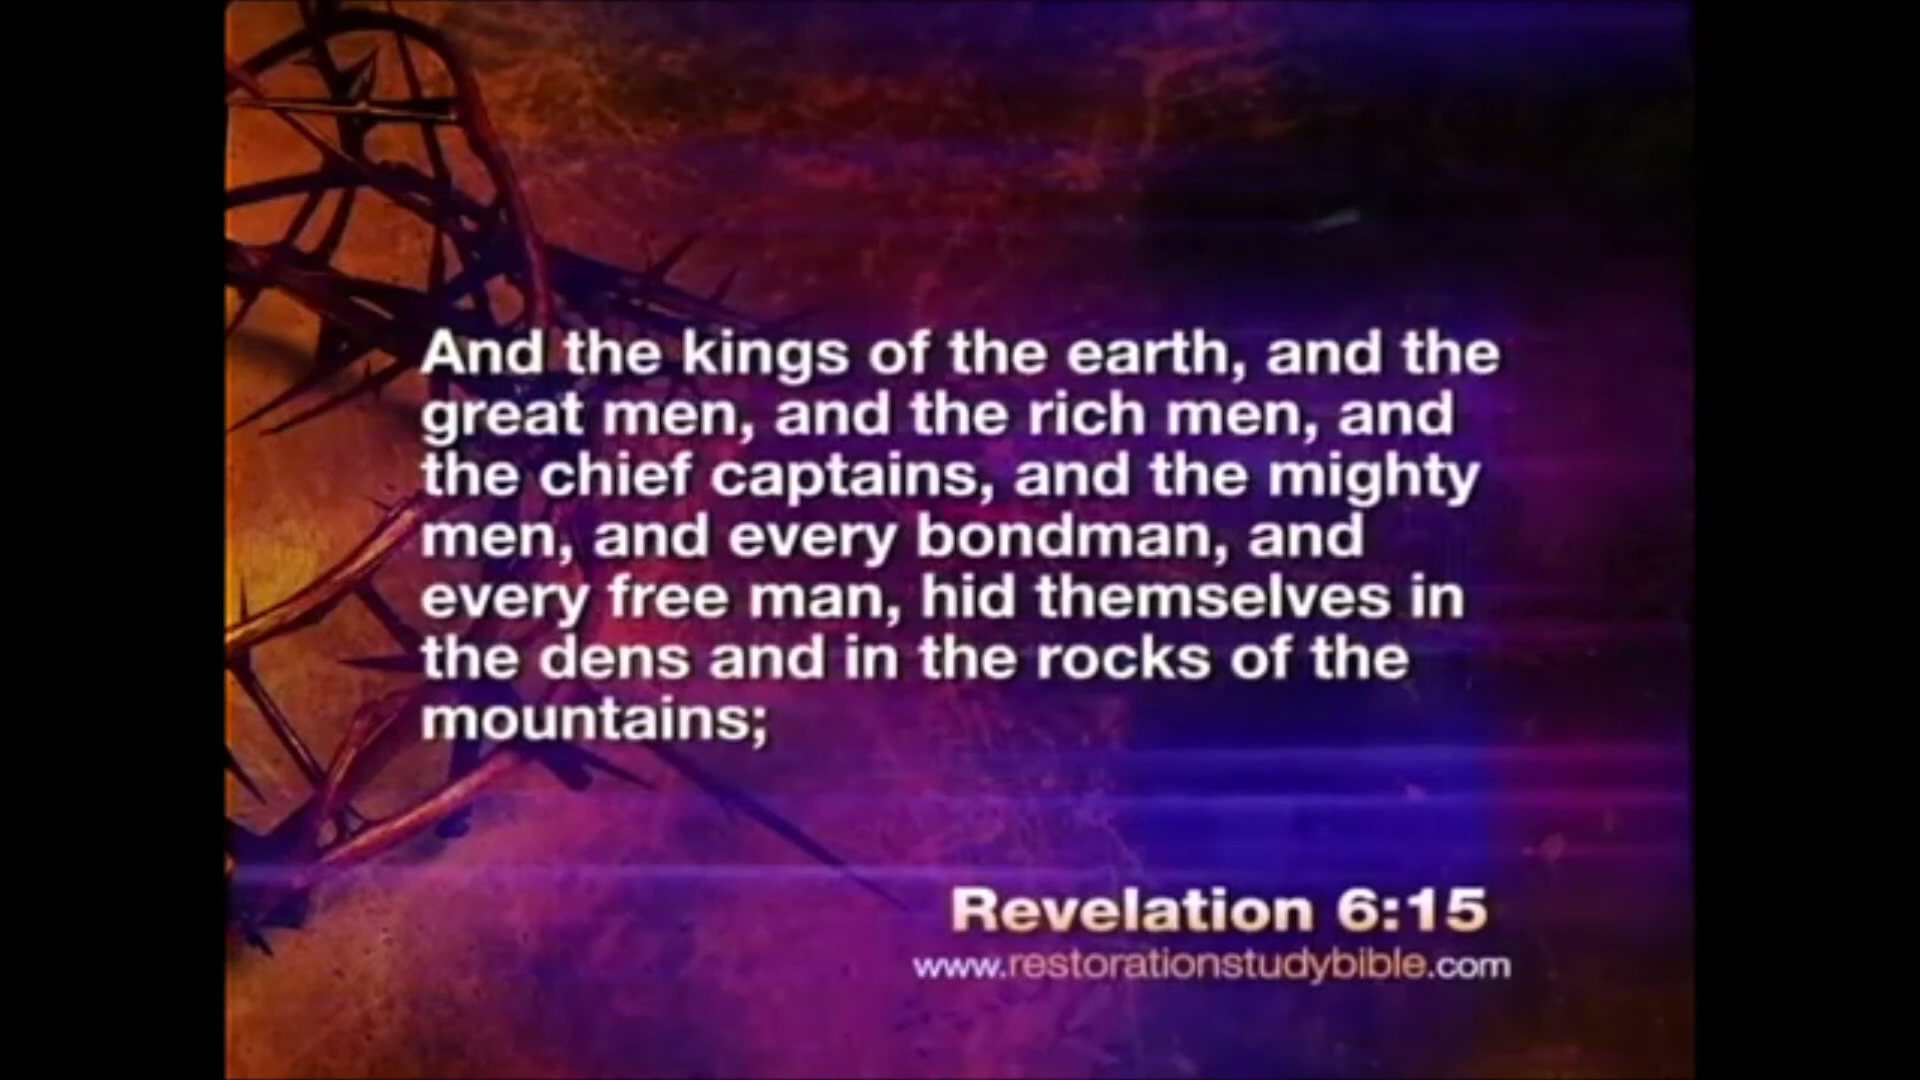 And the kings of the earth, and the
great men, and the rich men, and
the chief captains, and the mighty
men, and every bondman, and
every free man, hid themselves in
the dens and in the rocks of the
mountains;
Revelation 6:15
www.restorationstudybible.com